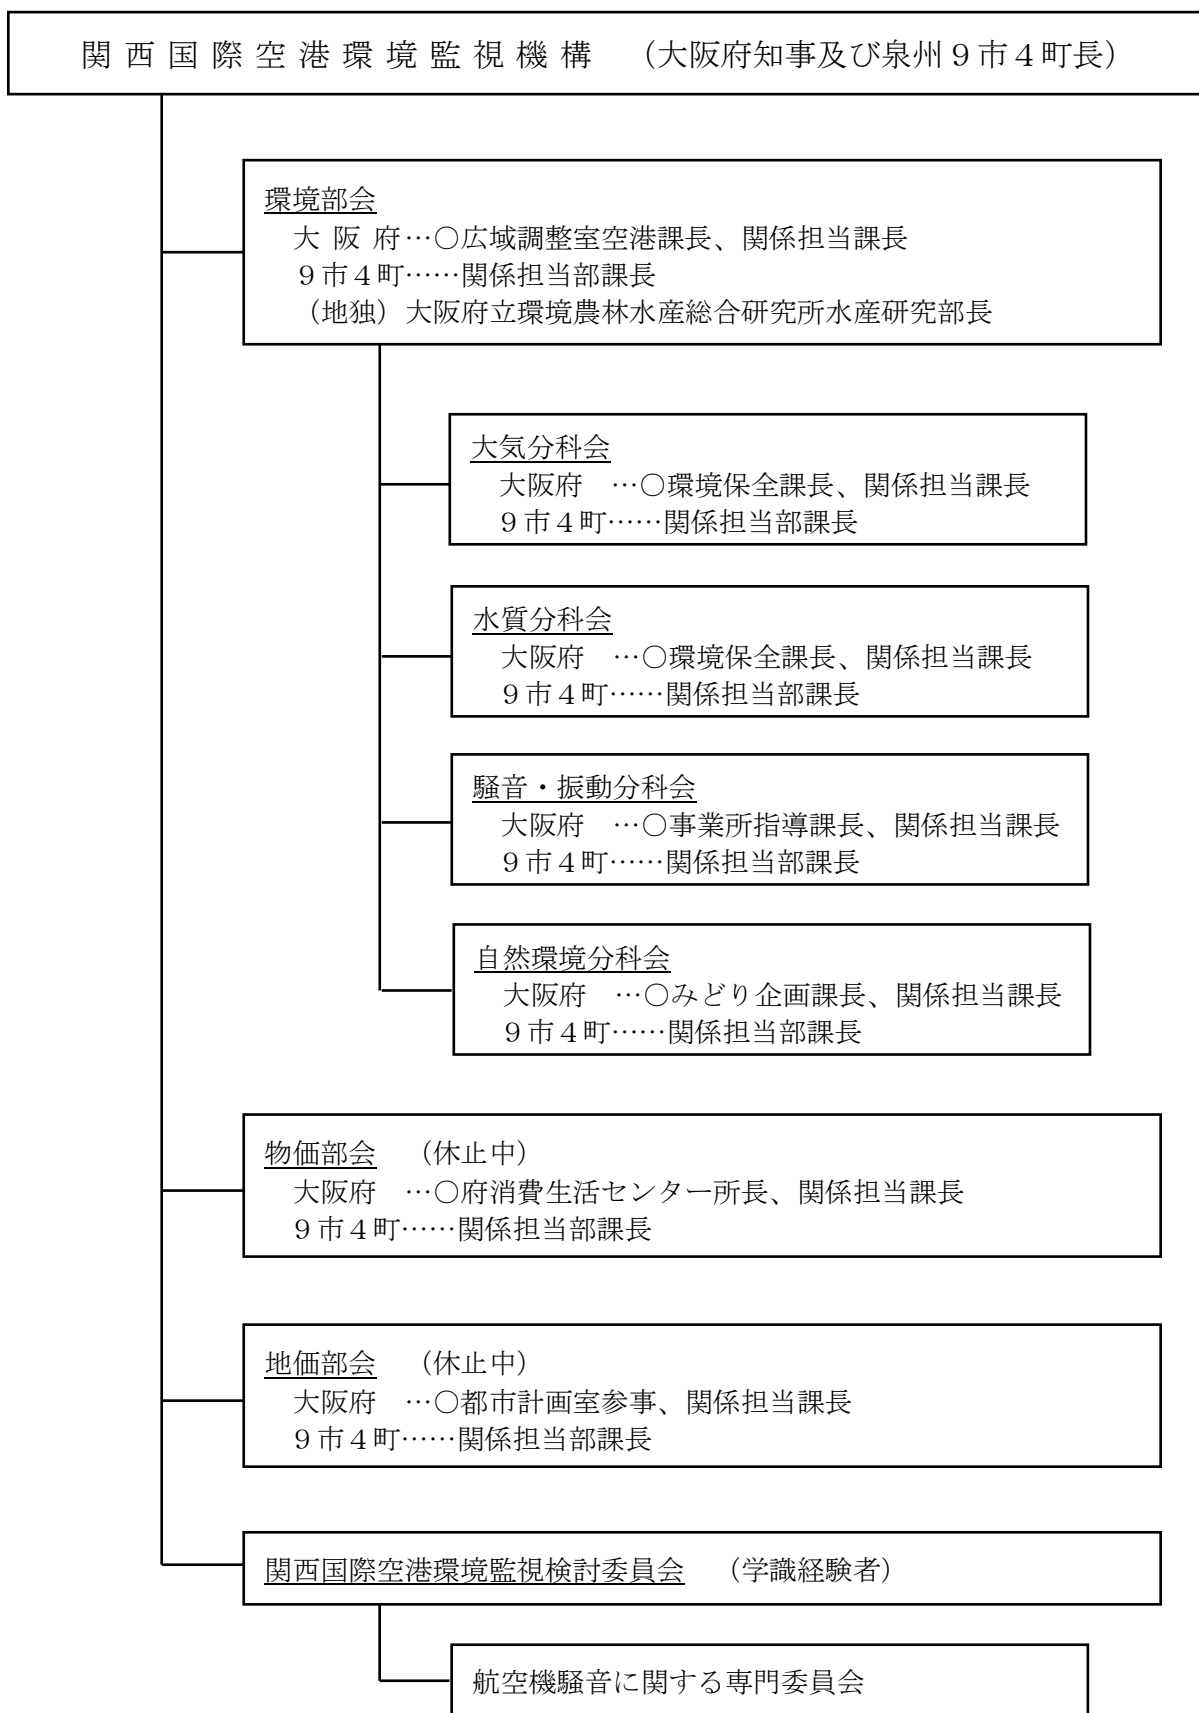 関西国際空港環境監視機構　（大阪府知事及び泉州９市４町長）
環境部会
大 阪 府…○広域調整室空港課長、関係担当課長
９市４町……関係担当部課長
（地独）大阪府立環境農林水産総合研究所水産研究部長
大気分科会
大阪府　…○環境保全課長、関係担当課長
９市４町……関係担当部課長
水質分科会
大阪府　…○環境保全課長、関係担当課長
９市４町……関係担当部課長
騒音・振動分科会
大阪府　…○事業所指導課長、関係担当課長
９市４町……関係担当部課長
自然環境分科会
大阪府　…○みどり企画課長、関係担当課長
９市４町……関係担当部課長
物価部会　（休止中）
大阪府　…○府消費生活センター所長、関係担当課長
９市４町……関係担当部課長
地価部会　（休止中）
大阪府　…○都市計画室参事、関係担当課長
９市４町……関係担当部課長
関西国際空港環境監視検討委員会　（学識経験者）
航空機騒音に関する専門委員会